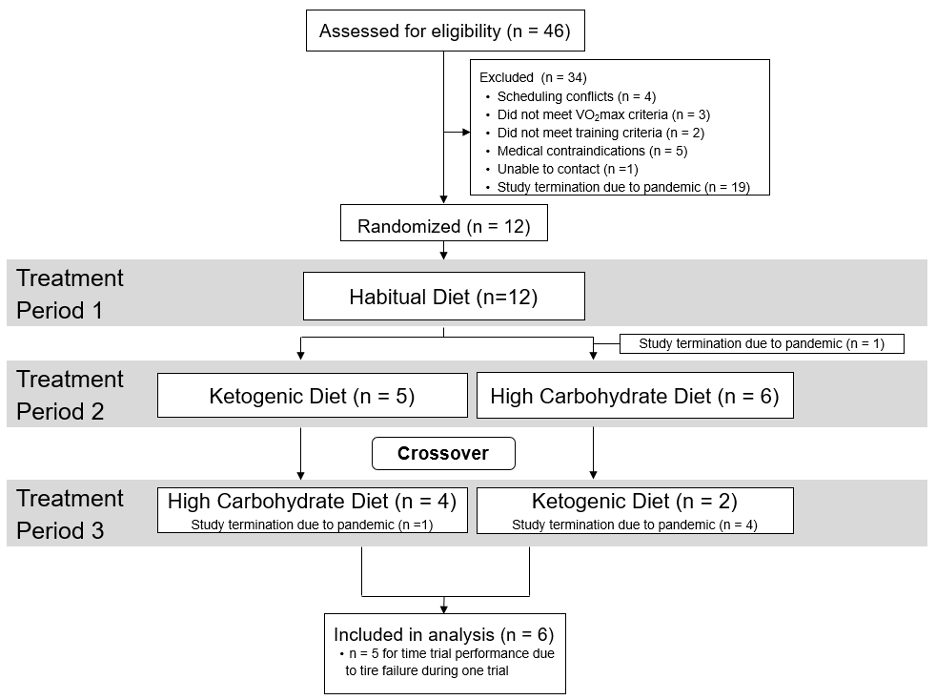 Assessed for eligibility (n = 46)
Excluded (n = 34)
• Scheduling conflicts (n = 4)
• Did not meet VO₂max criteria (n = 3)
• Did not meet training criteria (n = 2)
• Medical contraindications (n = 5)
• Unable to contact (n =1)
• Study termination due to pandemic (n = 19)
Randomized (n = 12)
Treatment
Period 1
Habitual Diet (n=12)
Study termination due to pandemic (n = 1)
Treatment
Period 2
Ketogenic Diet (n = 5)
High Carbohydrate Diet (n = 6)
Crossover
Treatment
Period 3
High Carbohydrate Diet (n = 4)
Study termination due to pandemic (n =1)
Ketogenic Diet (n = 2)
Study termination due to pandemic (n = 4)
Included in analysis (n = 6)
• n = 5 for time trial performance due
to tire failure during one trial